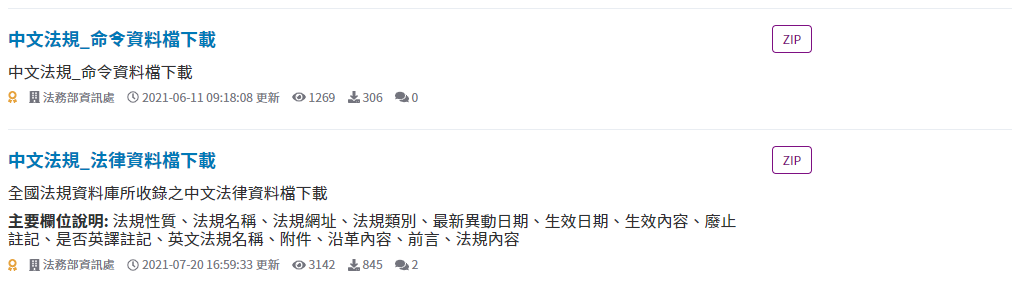 中文法規_命令資料檔下載
ZIP
中文法規_命令資料檔下載
法務部資訊處 2021-06-11 09:18:08 更新 1269 306 0
中文法規_法律資料檔下載
ZIP
全國法規資料庫所收錄之中文法律資料檔下載
主要欄位說明: 法規性質、法規名稱、法規網址、法規類別、最新異動日期、生效日期、生效內容、廢止
註記、是否英譯註記、英文法規名稱、附件、沿革內容、前言、法規內容
法務部資訊處 2021-07-20 16:59:33 更新 3142 845 2